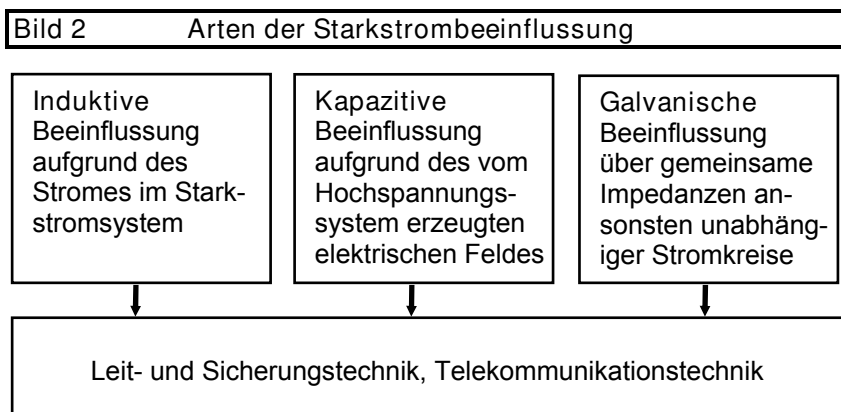 Bild 2 Arten der Starkstrombeeinflussung
Induktive
Beeinflussung
aufgrund des
Stromes im Stark-
stromsystem
Kapazitive
Beeinflussung
aufgrund des vom
Hochspannungs-
system erzeugten
elektrischen Feldes
Galvanische
Beeinflussung
über gemeinsame
Impedanzen an-
sonsten unabhäng-
iger Stromkreise
Leit- und Sicherungstechnik, Telekommunikationstechnik